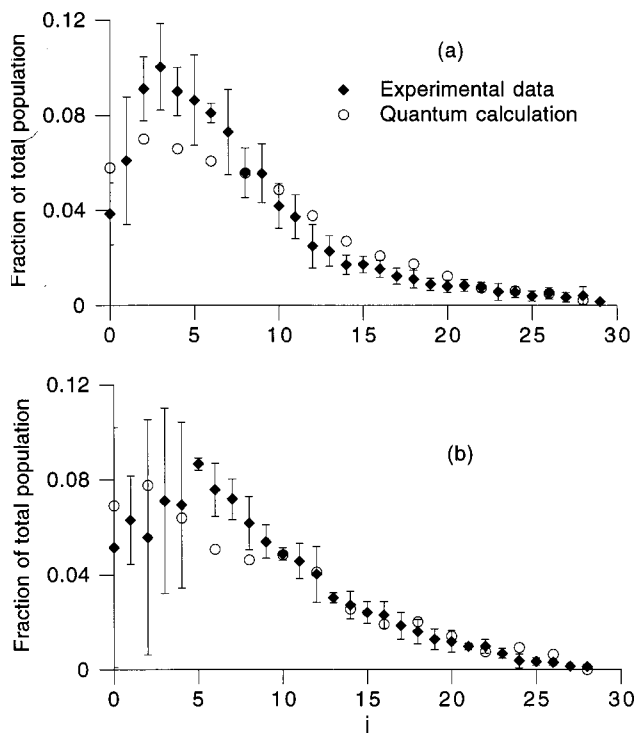 0.12
(a)
Experimental data
Quantum calculation
0.08
0.04
0
Fraction of total population
0 5 10 15 20 25 30
0.12
(b)
0.08
0.04
0
Fraction of total population
0 5 10 15 20 25 30
j